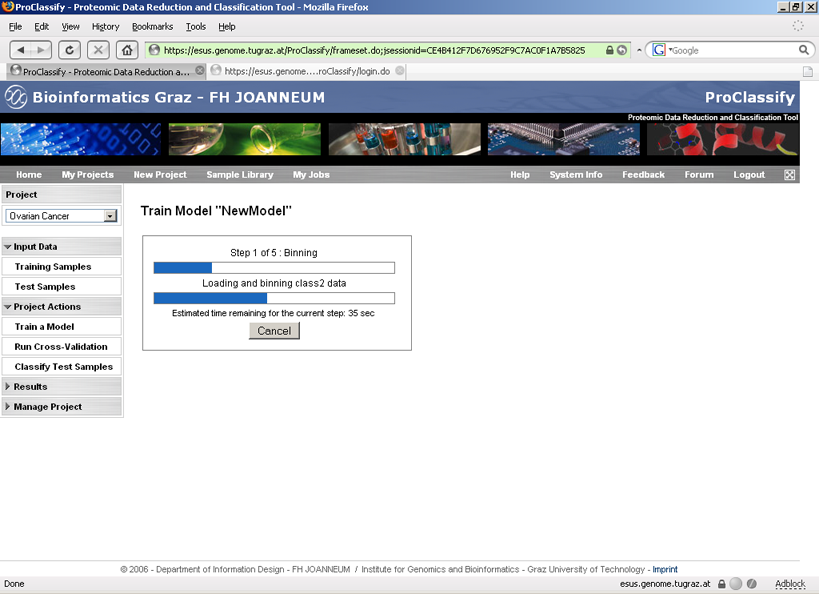 ProClassify - Proteomic Data Reduction and Classification Tool - Mozilla Firefox
File Edit View History Bookmarks Tools Help
https://esus.genome.tugraz.at/ProClassify/frameset.do;jsessionid=CE4B412F7D676952F9C7AC0F1A7B5825
G Google
ProClassify - Proteomic Data Reduction a...
https://esus.genome....roClassify/login.do
Bioinformatics Graz - FH JOANNEUM
ProClassify
Proteomic Data Reduction and Classification Tool
Home My Projects New Project Sample Library My Jobs Help System Info Feedback Forum Logout
Project
Ovarian Cancer
Input Data
Training Samples
Test Samples
Project Actions
Train a Model
Run Cross-Validation
Classify Test Samples
Results
Manage Project
Train Model "NewModel"
Step 1 of 5 : Binning
Loading and binning class2 data
Estimated time remaining for the current step: 35 sec
Cancel
© 2006 - Department of Information Design - FH JOANNEUM / Institute for Genomics and Bioinformatics - Graz University of Technology - Imprint
Done
esus.genome.tugraz.at
Adblock